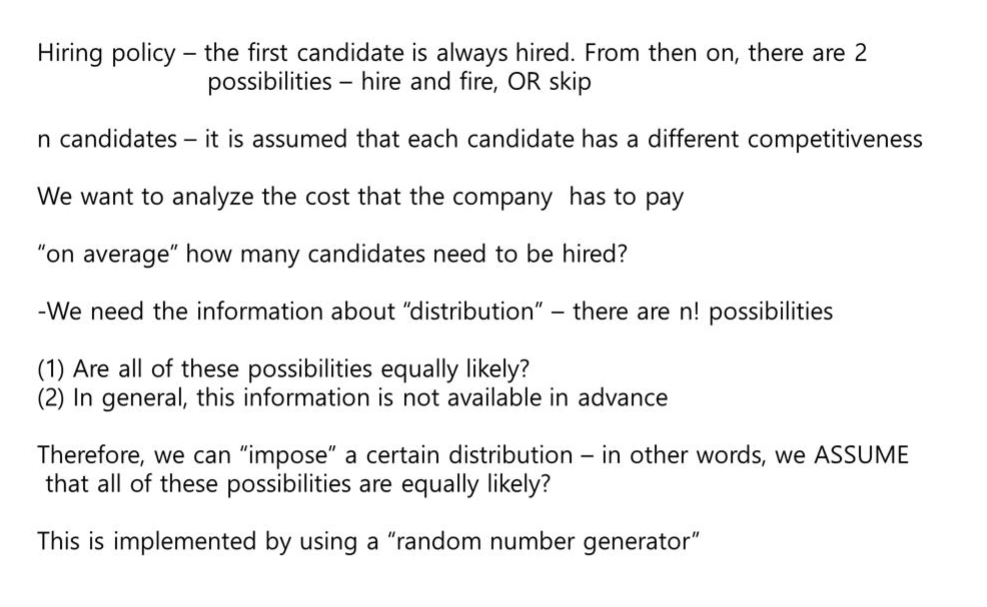 Hiring policy – the first candidate is always hired. From then on, there are 2
possibilities – hire and fire, OR skip
n candidates – it is assumed that each candidate has a different competitiveness
We want to analyze the cost that the company  has to pay
"on average" how many candidates need to be hired?
-We need the information about "distribution" – there are n! possibilities
(1) Are all of these possibilities equally likely?
(2) In general, this information is not available in advance
Therefore, we can "impose" a certain distribution – in other words, we ASSUME
that all of these possibilities are equally likely?
This is implemented by using a "random number generator"